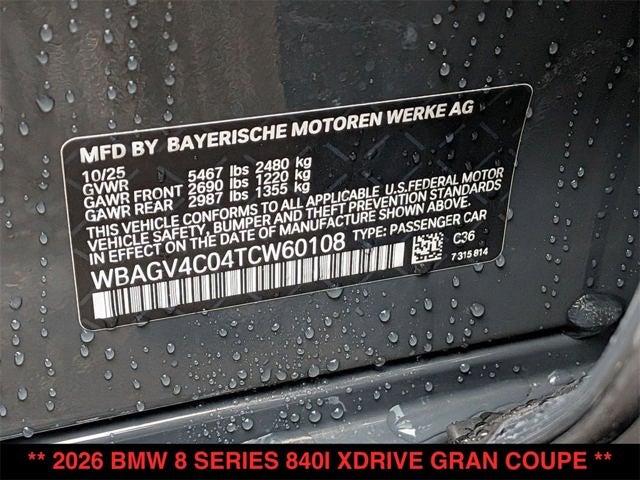 MFD BY BAYERISCHE MOTOREN WERKE AG
10/25
GVWR 5467 lbs 2480 kg
GAWR FRONT 2690 lbs 1220 kg
GAWR REAR 2987 lbs 1355 kg
THIS VEHICLE CONFORMS TO ALL APPLICABLE U.S.FEDERAL MOTOR
VEHICLE SAFETY, BUMPER AND THEFT PREVENTION STANDARDS
IN EFFECT ON THE DATE OF MANUFACTURE SHOWN ABOVE.
WBAGV4C04TCW60108 TYPE: PASSENGER CAR
C36
7 315 814
** 2026 BMW 8 SERIES 840I XDRIVE GRAN COUPE **